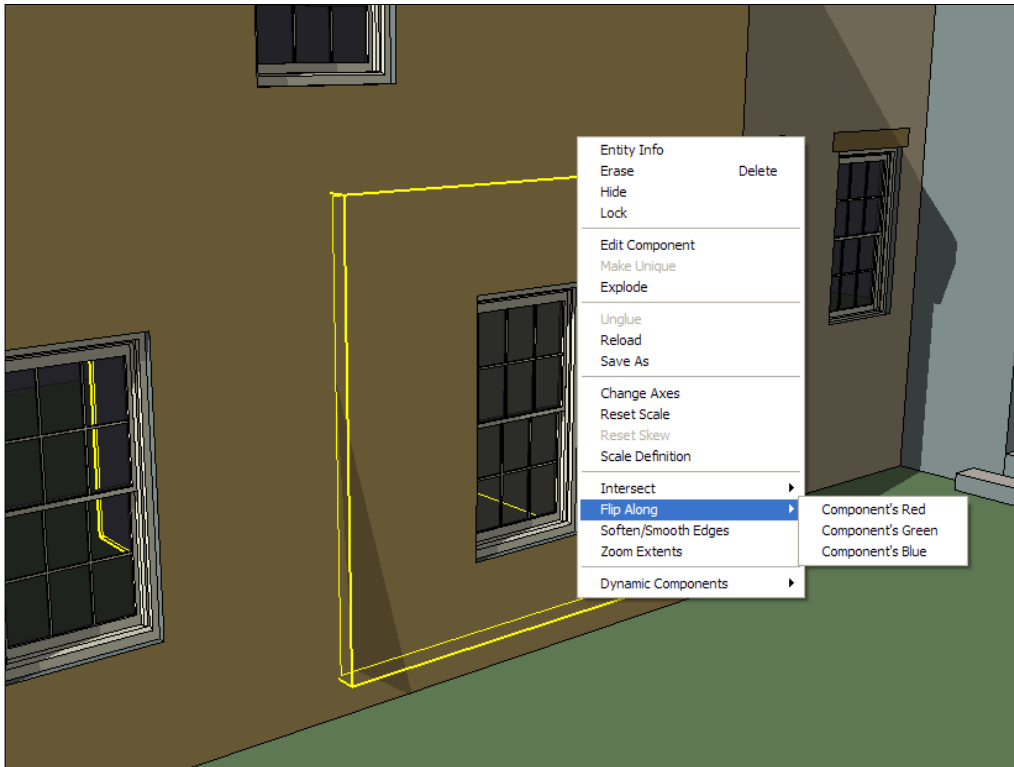 Entity Info
Erase Delete
Hide
Lock
Edit Component
Make Unique
Explode
Unglue
Reload
Save As
Change Axes
Reset Scale
Reset Skew
Scale Definition
Intersect
Flip Along
Component's Red
Soften/Smooth Edges
Component's Green
Zoom Extents
Component's Blue
Dynamic Components